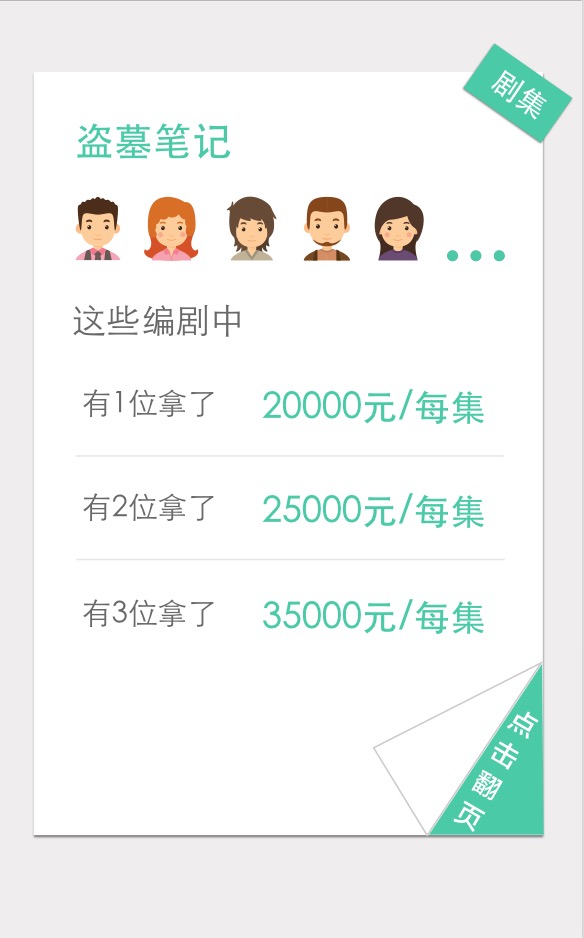 剧集
盗墓笔记
这些编剧中
有1位拿了 20000元/每集
有2位拿了 25000元/每集
有3位拿了 35000元/每集
点击翻页